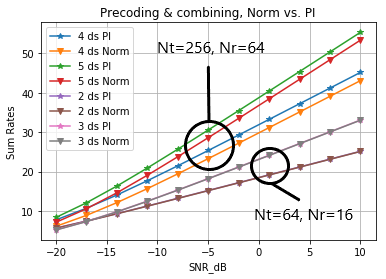 Precoding & combining, Norm vs. PI
4 ds PI
4 ds Norm
5 ds PI
5 ds Norm
2 ds PI
2 ds Norm
3 ds PI
3 ds Norm
Nt=256, Nr=64
Nt=64, Nr=16
Sum Rates
50
40
30
20
10
−20
−15
−10
−5
0
5
10
SNR_dB